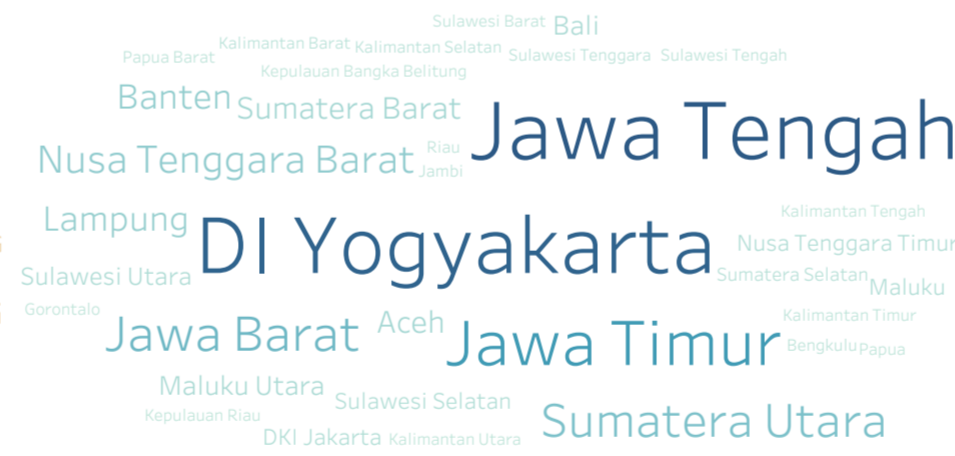 Sulawesi Barat
Bali
Kalimantan Barat
Kalimantan Selatan
Papua Barat
Sulawesi Tenggara
Sulawesi Tengah
Kepulauan Bangka Belitung
Banten
Sumatera Barat
Jawa Tengah
Nusa Tenggara Barat
Riau
Jambi
Lampung
DI Yogyakarta
Kalimantan Tengah
Nusa Tenggara Timur
Sulawesi Utara
Sumatera Selatan
Maluku
Gorontalo
Jawa Barat
Aceh
Jawa Timur
Kalimantan Timur
Bengkulu
Papua
Maluku Utara
Sulawesi Selatan
Kepulauan Riau
Sumatera Utara
DKI Jakarta
Kalimantan Utara